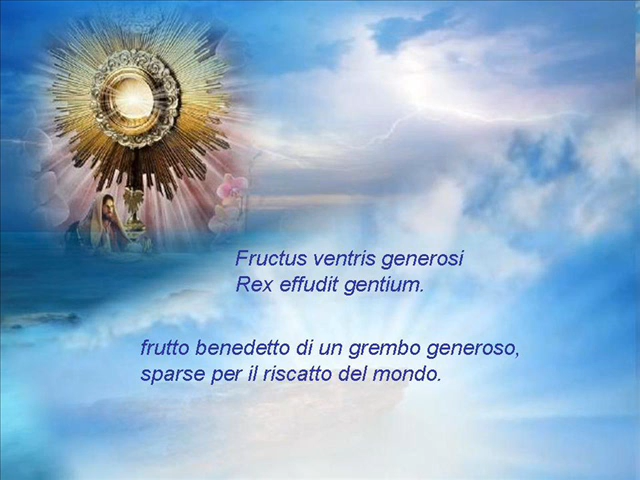 Fructus ventris generosi
Rex effudit gentium.
frutto benedetto di un grembo generoso,
sparse per il riscatto del mondo.